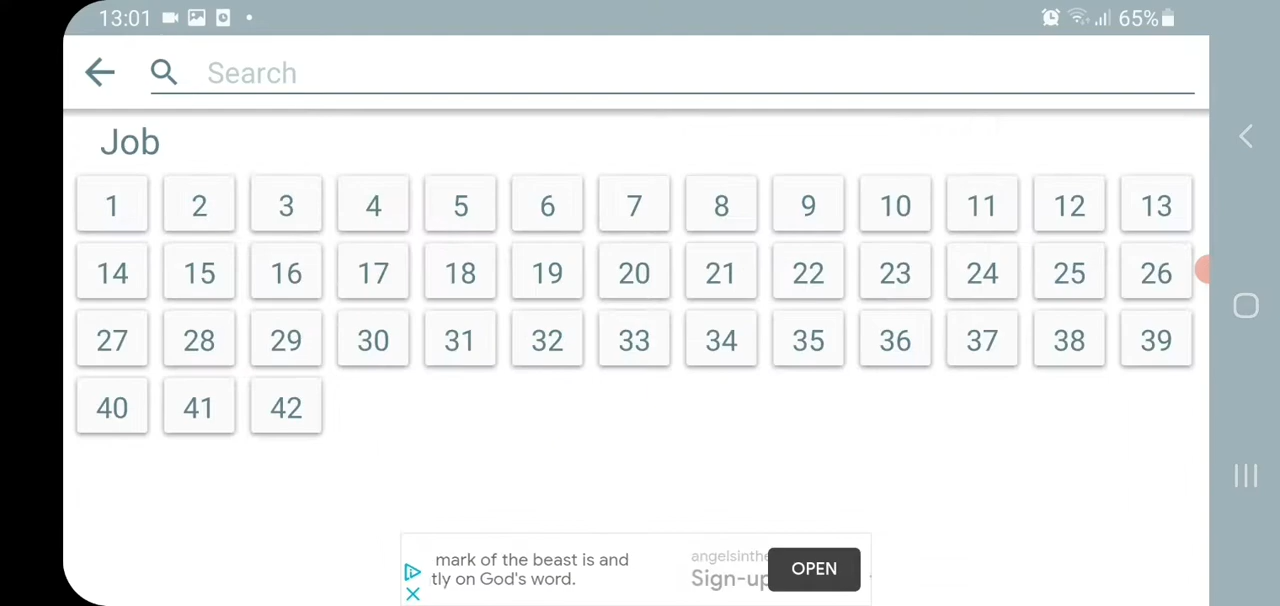 13:01 65%
Search
Job
1 2 3 4 5 6 7 8 9 10 11 12 13
14 15 16 17 18 19 20 21 22 23 24 25 26
27 28 29 30 31 32 33 34 35 36 37 38 39
40 41 42
mark of the beast is and
tly on God's word.
angelsinthe
Sign-up
OPEN